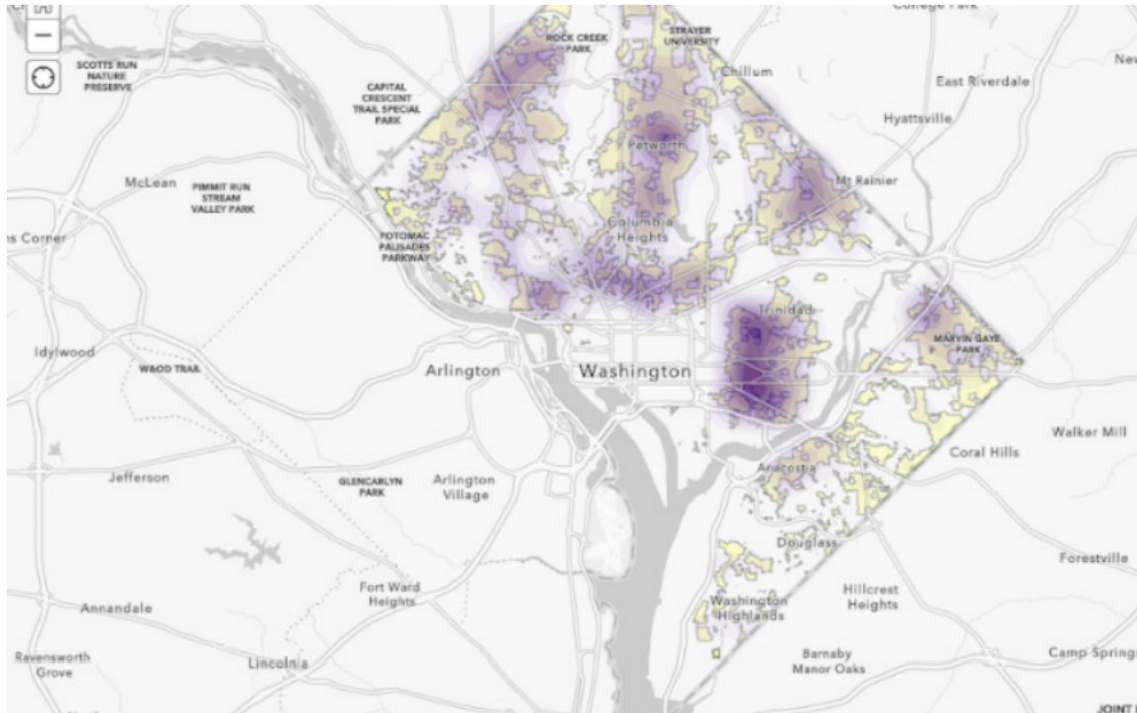 COLLEGE PARK
ROCK CREEK
PARK
STRAYER
UNIVERSITY
SCOTTS RUN
NATURE
PRESERVE
Chillum
East Riverdale
CAPITAL
CRESCENT
TRAIL SPECIAL
PARK
Hyattsville
Petworth
McLean
PIMMIT RUN
STREAM
VALLEY PARK
Mt Rainier
Columbia
Heights
POTOMAC
PALISADES
PARKWAY
ns Corner
Trinidad
MARVIN GAYE
PARK
Idylwood
W&OD TRAIL
Arlington
Washington
Walker Mill
Coral Hills
Anacostia
Jefferson
GLENCARLYN
PARK
Arlington
Village
Douglass
Forestville
Fort Ward
Heights
Hillcrest
Heights
Annandale
Washington
Highlands
Ravensworth
Grove
Lincolnia
Barnaby
Manor Oaks
Camp Spring
JOINT